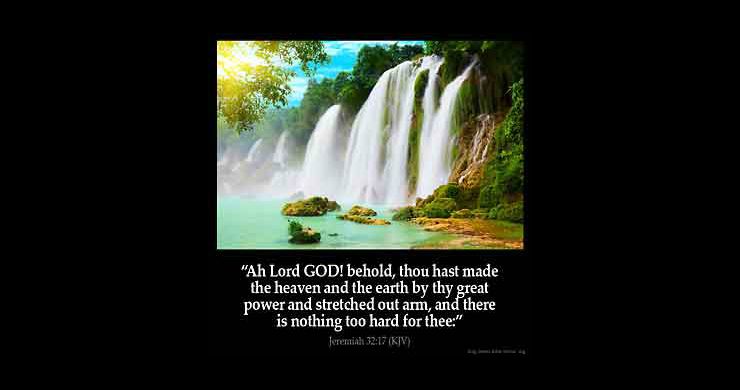 “Ah Lord GOD! behold, thou hast made
the heaven and the earth by thy great
power and stretched out arm, and there
is nothing too hard for thee:”
Jeremiah 32:17 (KJV)